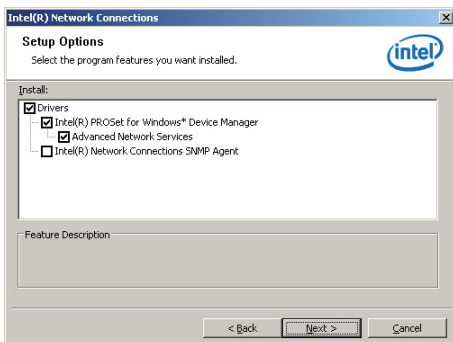 Intel(R) Network Connections
Setup Options
Select the program features you want installed.
intel
Install:
Drivers
Intel(R) PROSet for Windows* Device Manager
Advanced Network Services
Intel(R) Network Connections SNMP Agent
Feature Description
< Back
Next >
Cancel